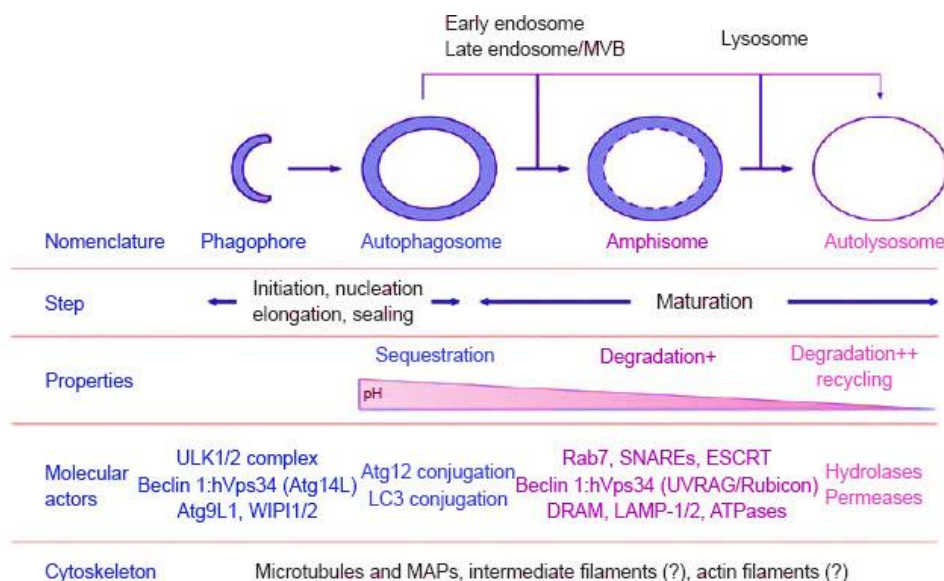 Early endosome
Late endosome/MVB
Lysosome
Nomenclature Phagophore Autophagosome Amphisome Autolysosome
Step
Initiation, nucleation
elongation, sealing
Maturation
Properties
Sequestration
Degradation+
Degradation++
recycling
pH
Molecular
actors
ULK1/2 complex
Beclin 1:hVps34 (Atg14L)
Atg9L1, WIPI1/2
Atg12 conjugation
LC3 conjugation
Rab7, SNAREs, ESCRT
Beclin 1:hVps34 (UVRAG/Rubicon)
DRAM, LAMP-1/2, ATPases
Hydrolases
Permeases
Cytoskeleton Microtubules and MAPs, intermediate filaments (?), actin filaments (?)